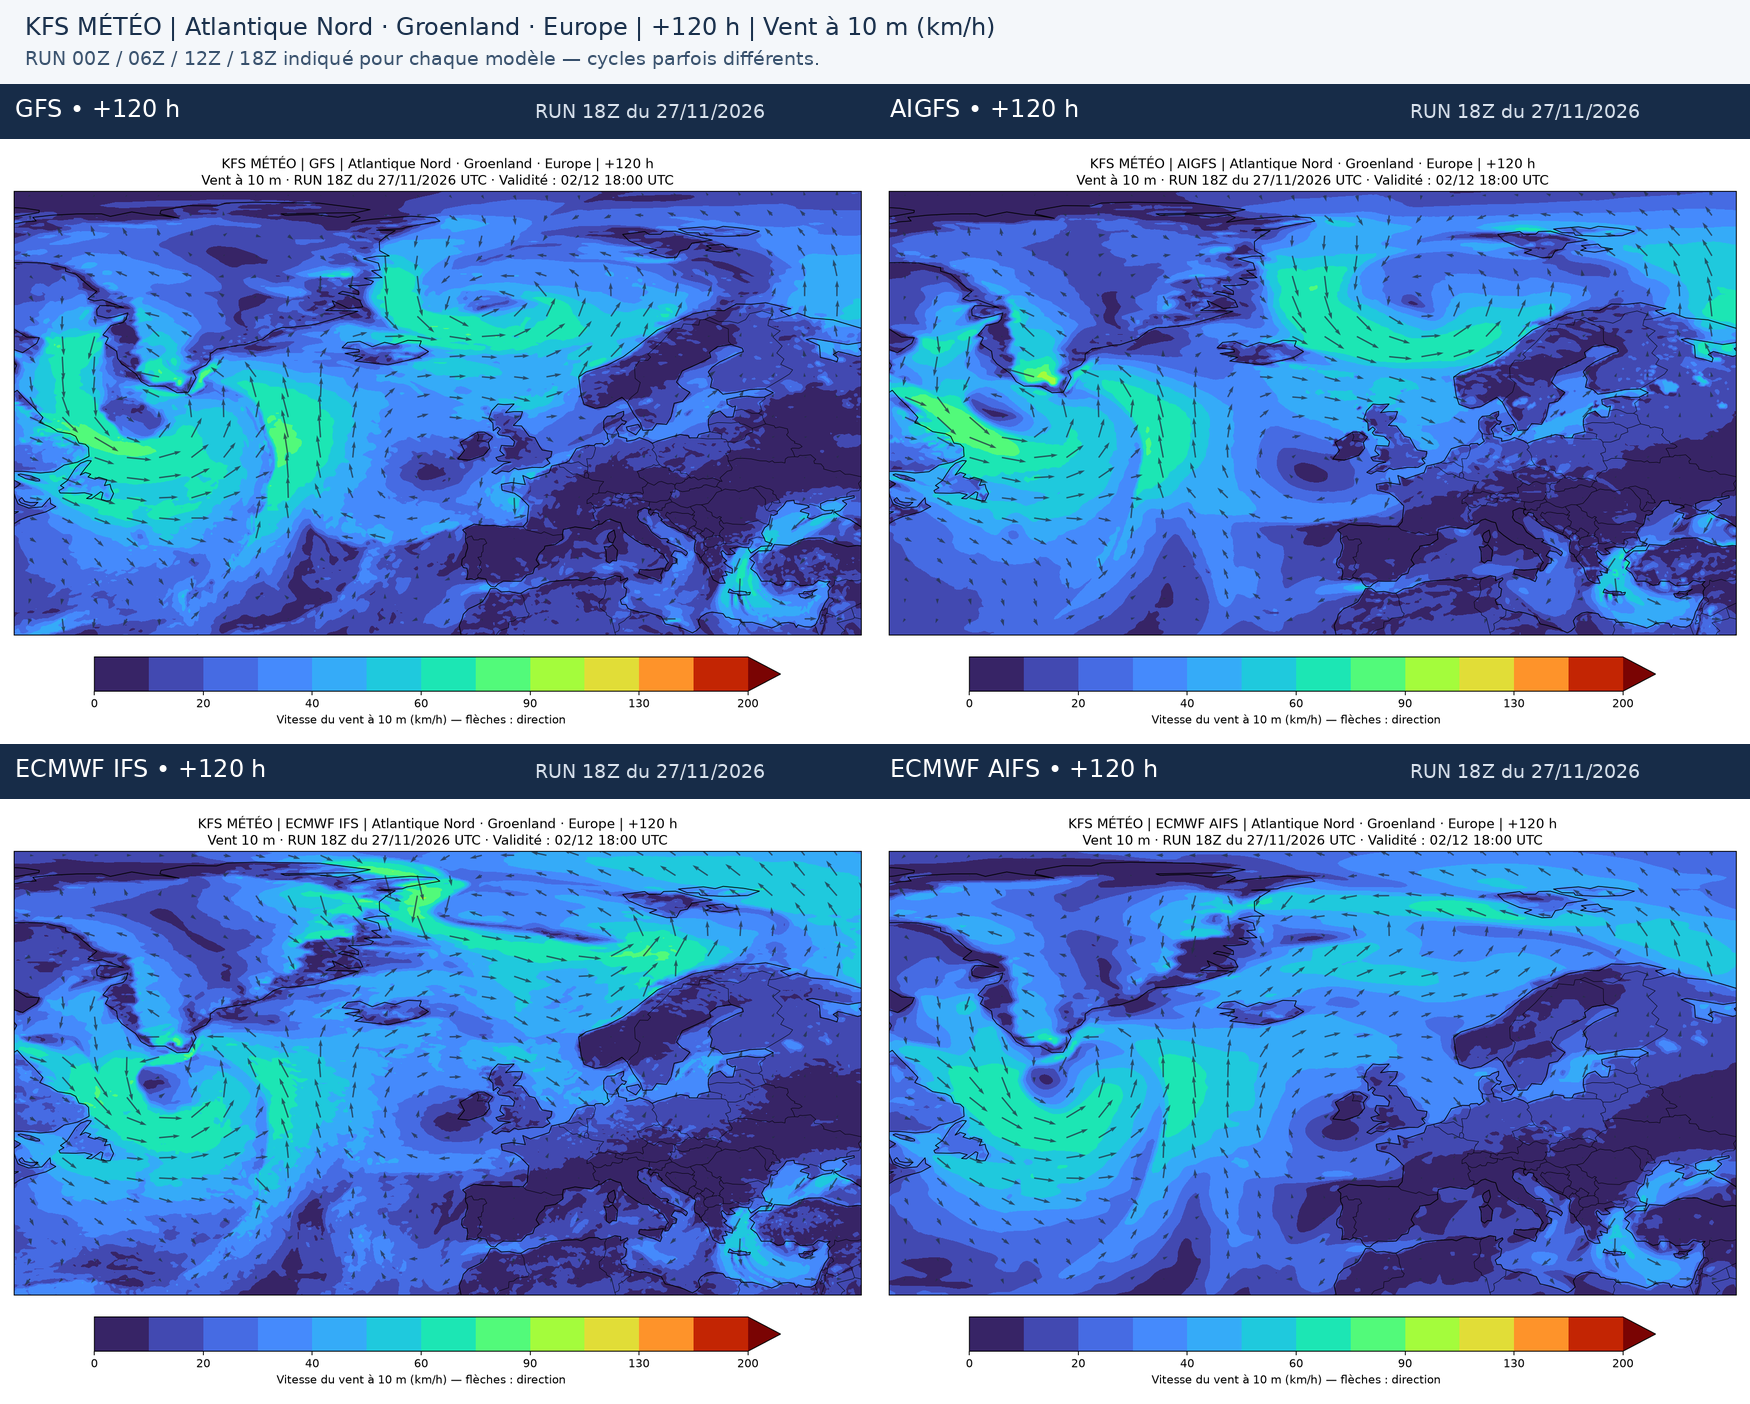 KFS MÉTÉO | Atlantique Nord · Groenland · Europe | +120 h | Vent à 10 m (km/h)
RUN 00Z / 06Z / 12Z / 18Z indiqué pour chaque modèle — cycles parfois différents.
GFS • +120 h
RUN 18Z du 27/11/2026
AIGFS • +120 h
RUN 18Z du 27/11/2026
KFS MÉTÉO | GFS | Atlantique Nord · Groenland · Europe | +120 h
Vent à 10 m · RUN 18Z du 27/11/2026 UTC · Validité : 02/12 18:00 UTC
0 20 40 60 90 130 200
Vitesse du vent à 10 m (km/h) — flèches : direction
KFS MÉTÉO | AIGFS | Atlantique Nord · Groenland · Europe | +120 h
Vent à 10 m · RUN 18Z du 27/11/2026 UTC · Validité : 02/12 18:00 UTC
0 20 40 60 90 130 200
Vitesse du vent à 10 m (km/h) — flèches : direction
ECMWF IFS • +120 h
RUN 18Z du 27/11/2026
ECMWF AIFS • +120 h
RUN 18Z du 27/11/2026
KFS MÉTÉO | ECMWF IFS | Atlantique Nord · Groenland · Europe | +120 h
Vent 10 m · RUN 18Z du 27/11/2026 UTC · Validité : 02/12 18:00 UTC
0 20 40 60 90 130 200
Vitesse du vent à 10 m (km/h) — flèches : direction
KFS MÉTÉO | ECMWF AIFS | Atlantique Nord · Groenland · Europe | +120 h
Vent 10 m · RUN 18Z du 27/11/2026 UTC · Validité : 02/12 18:00 UTC
0 20 40 60 90 130 200
Vitesse du vent à 10 m (km/h) — flèches : direction